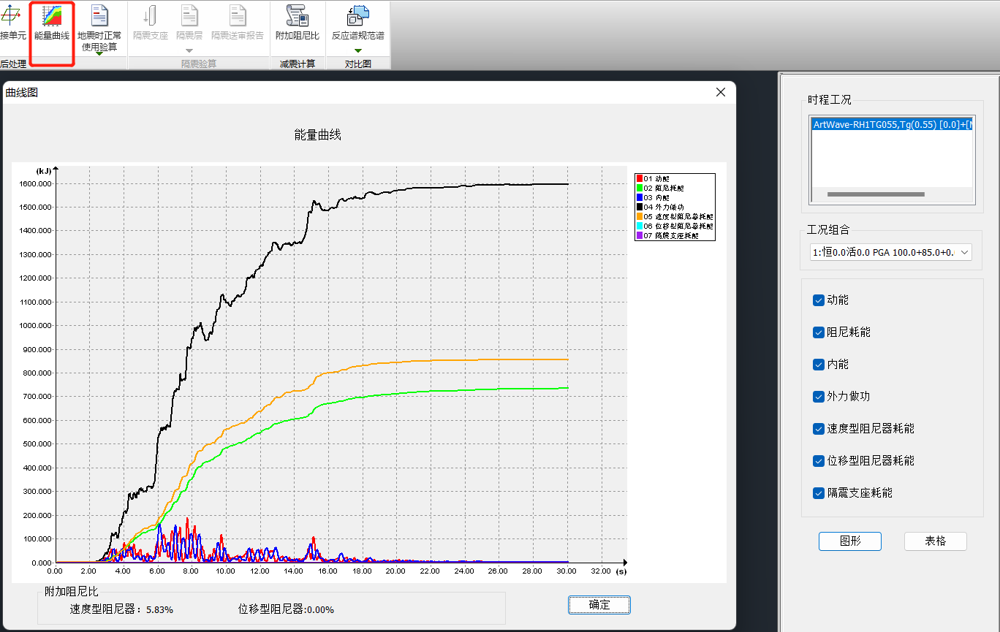 接单元
能量曲线
地震时正常
使用验算
隔震支座
隔震层
隔震送审报告
附加阻尼比
反应谱规范谱
后处理
隔震验算
减震计算
对比图
曲线图
能量曲线
(kJ)
1600.000
1500.000
1400.000
1300.000
1200.000
1100.000
1000.000
900.000
800.000
700.000
600.000
500.000
400.000
300.000
200.000
100.000
0.000
0.00
2.00
4.00
6.00
8.00
10.00
12.00
14.00
16.00
18.00
20.00
22.00
24.00
26.00
28.00
30.00
32.00
(s)
01 动能
02 阻尼耗能
03 内能
04 外力做功
05 速度型阻尼器耗能
06 位移型阻尼器耗能
07 隔震支座耗能
附加阻尼比
速度型阻尼器：5.83%
位移型阻尼器:0.00%
确定
时程工况
ArtWave-RH1TG055,Tg(0.55) [0.0]+[
工况组合
1:恒0.0活0.0 PGA 100.0+85.0+0.
动能
阻尼耗能
内能
外力做功
速度型阻尼器耗能
位移型阻尼器耗能
隔震支座耗能
图形
表格